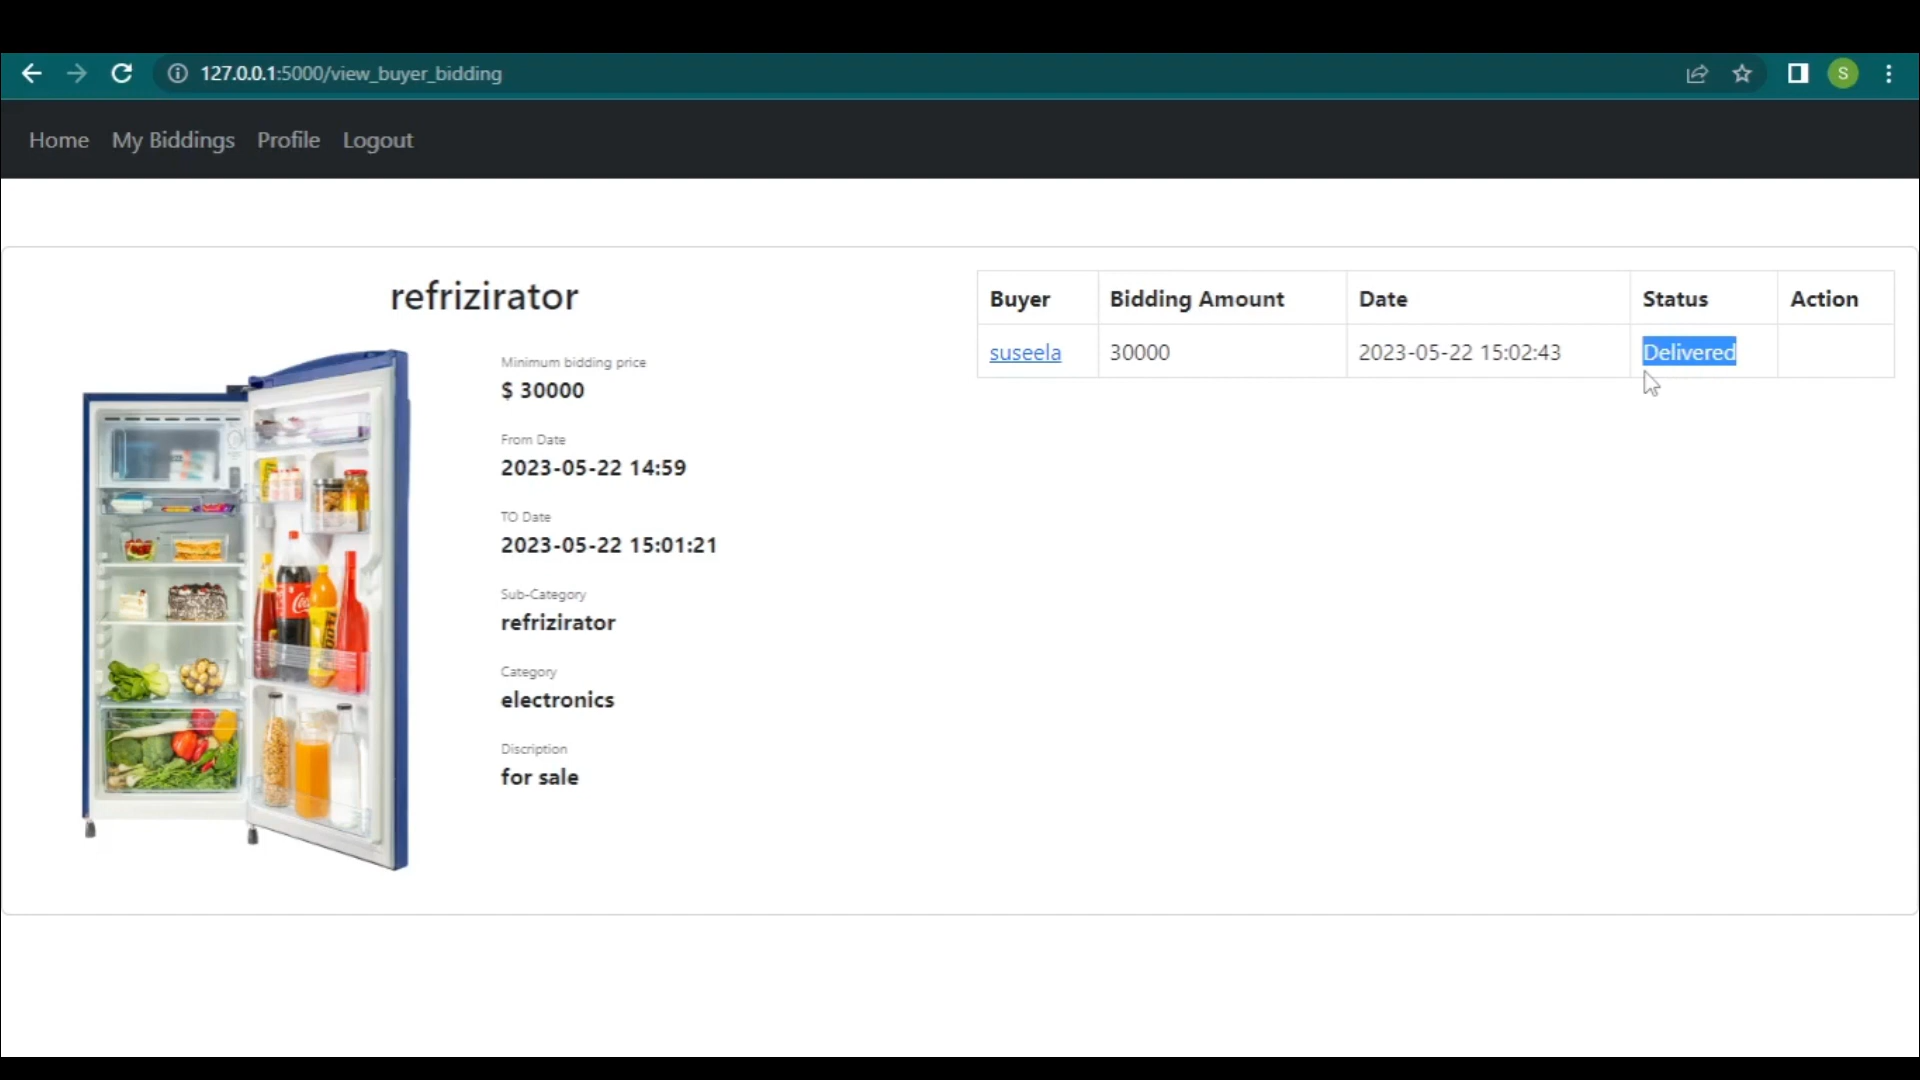 127.0.0.1:5000/view_buyer_bidding
S
Home My Biddings Profile Logout
refrizirator
Minimum bidding price
$ 30000
From Date
2023-05-22 14:59
TO Date
2023-05-22 15:01:21
Sub-Category
refrizirator
Category
electronics
Discription
for sale
Buyer Bidding Amount Date Status Action
suseela 30000 2023-05-22 15:02:43 Delivered